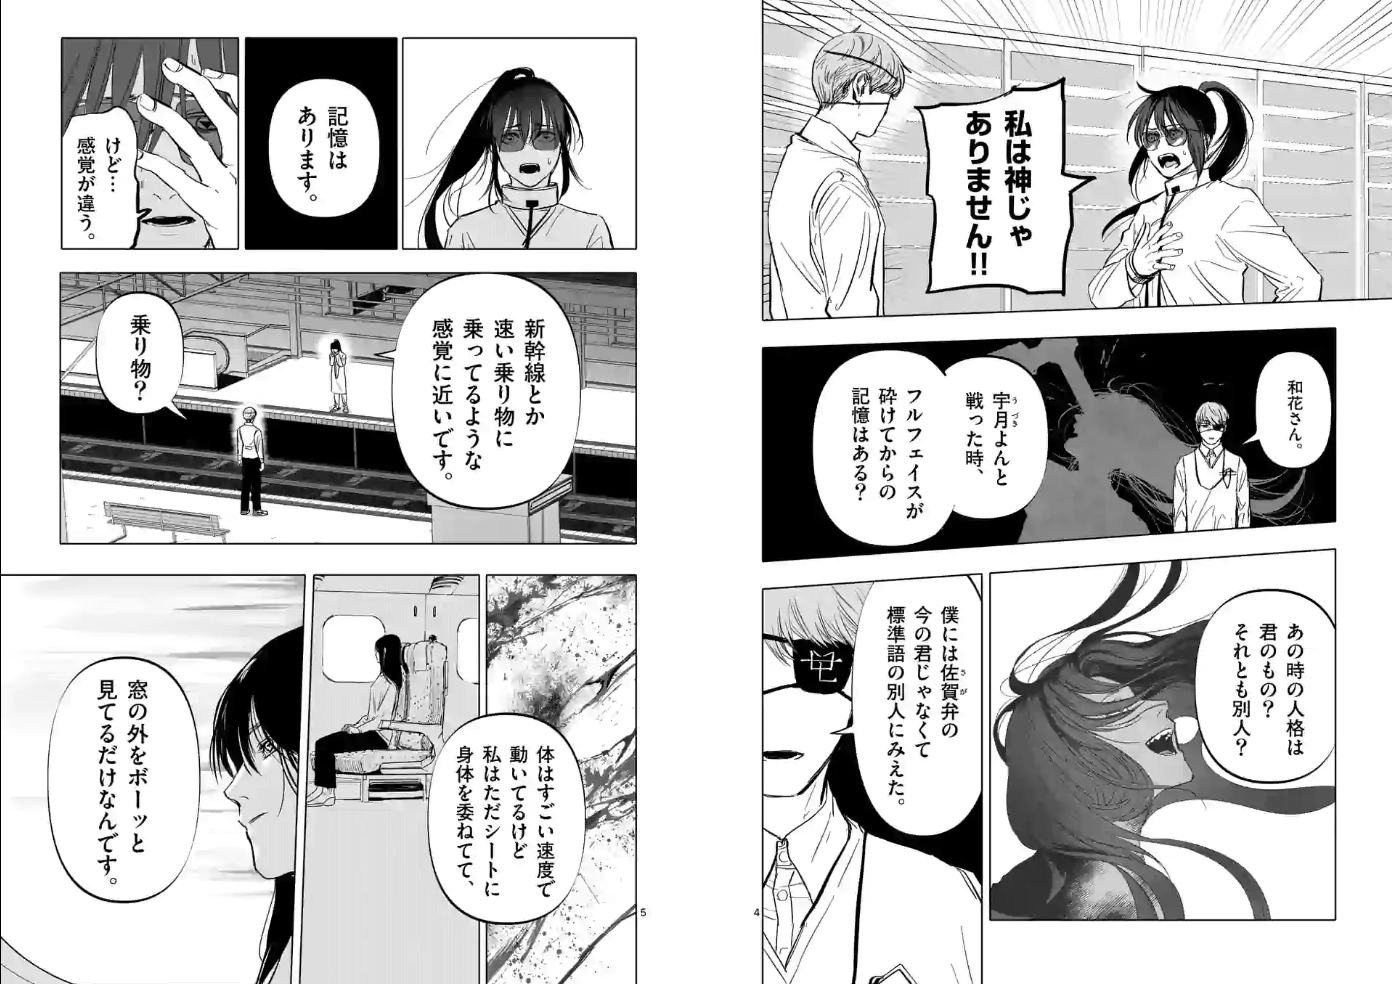 私は神じゃ
ありません!!
和花さん。
宇月よんと
うづき
戦った時、
フルフェイスが
砕けてからの
記憶はある？
あの時の人格は
君のもの？
それとも別人？
僕には佐賀弁の
さが
今の君じゃなくて
標準語の別人にみえた。
4
記憶は
あります。
けど…
感覚が違う。
新幹線とか
速い乗り物に
乗ってるような
感覚に近いです。
乗り物？
体はすごい速度で
動いてるけど
私はただシートに
身体を委ねてて、
窓の外をボーッと
見てるだけなんです。
5